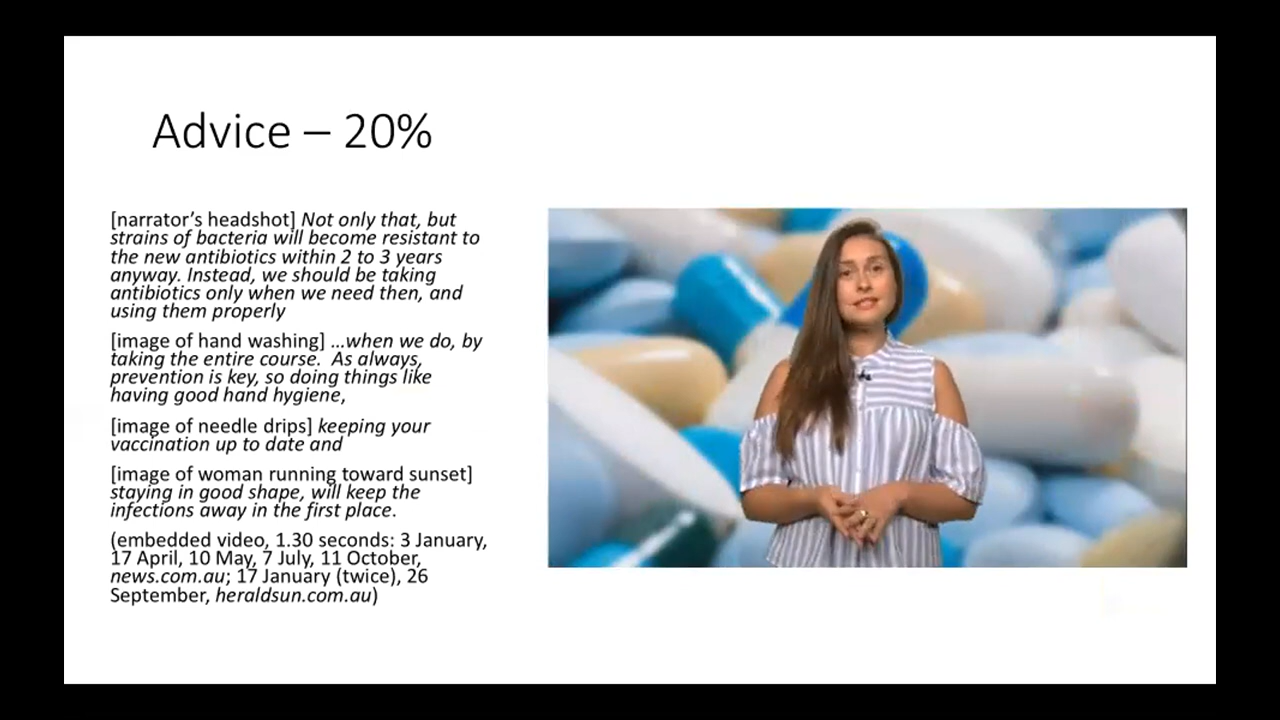 Advice – 20%
[narrator’s headshot] Not only that, but
strains of bacteria will become resistant to
the new antibiotics within 2 to 3 years
anyway. Instead, we should be taking
antibiotics only when we need then, and
using them properly
[image of hand washing] …when we do, by
taking the entire course.  As always,
prevention is key, so doing things like
having good hand hygiene,
[image of needle drips] keeping your
vaccination up to date and
[image of woman running toward sunset]
staying in good shape, will keep the
infections away in the first place.
(embedded video, 1.30 seconds: 3 January,
17 April, 10 May, 7 July, 11 October,
news.com.au; 17 January (twice), 26
September, heraldsun.com.au)